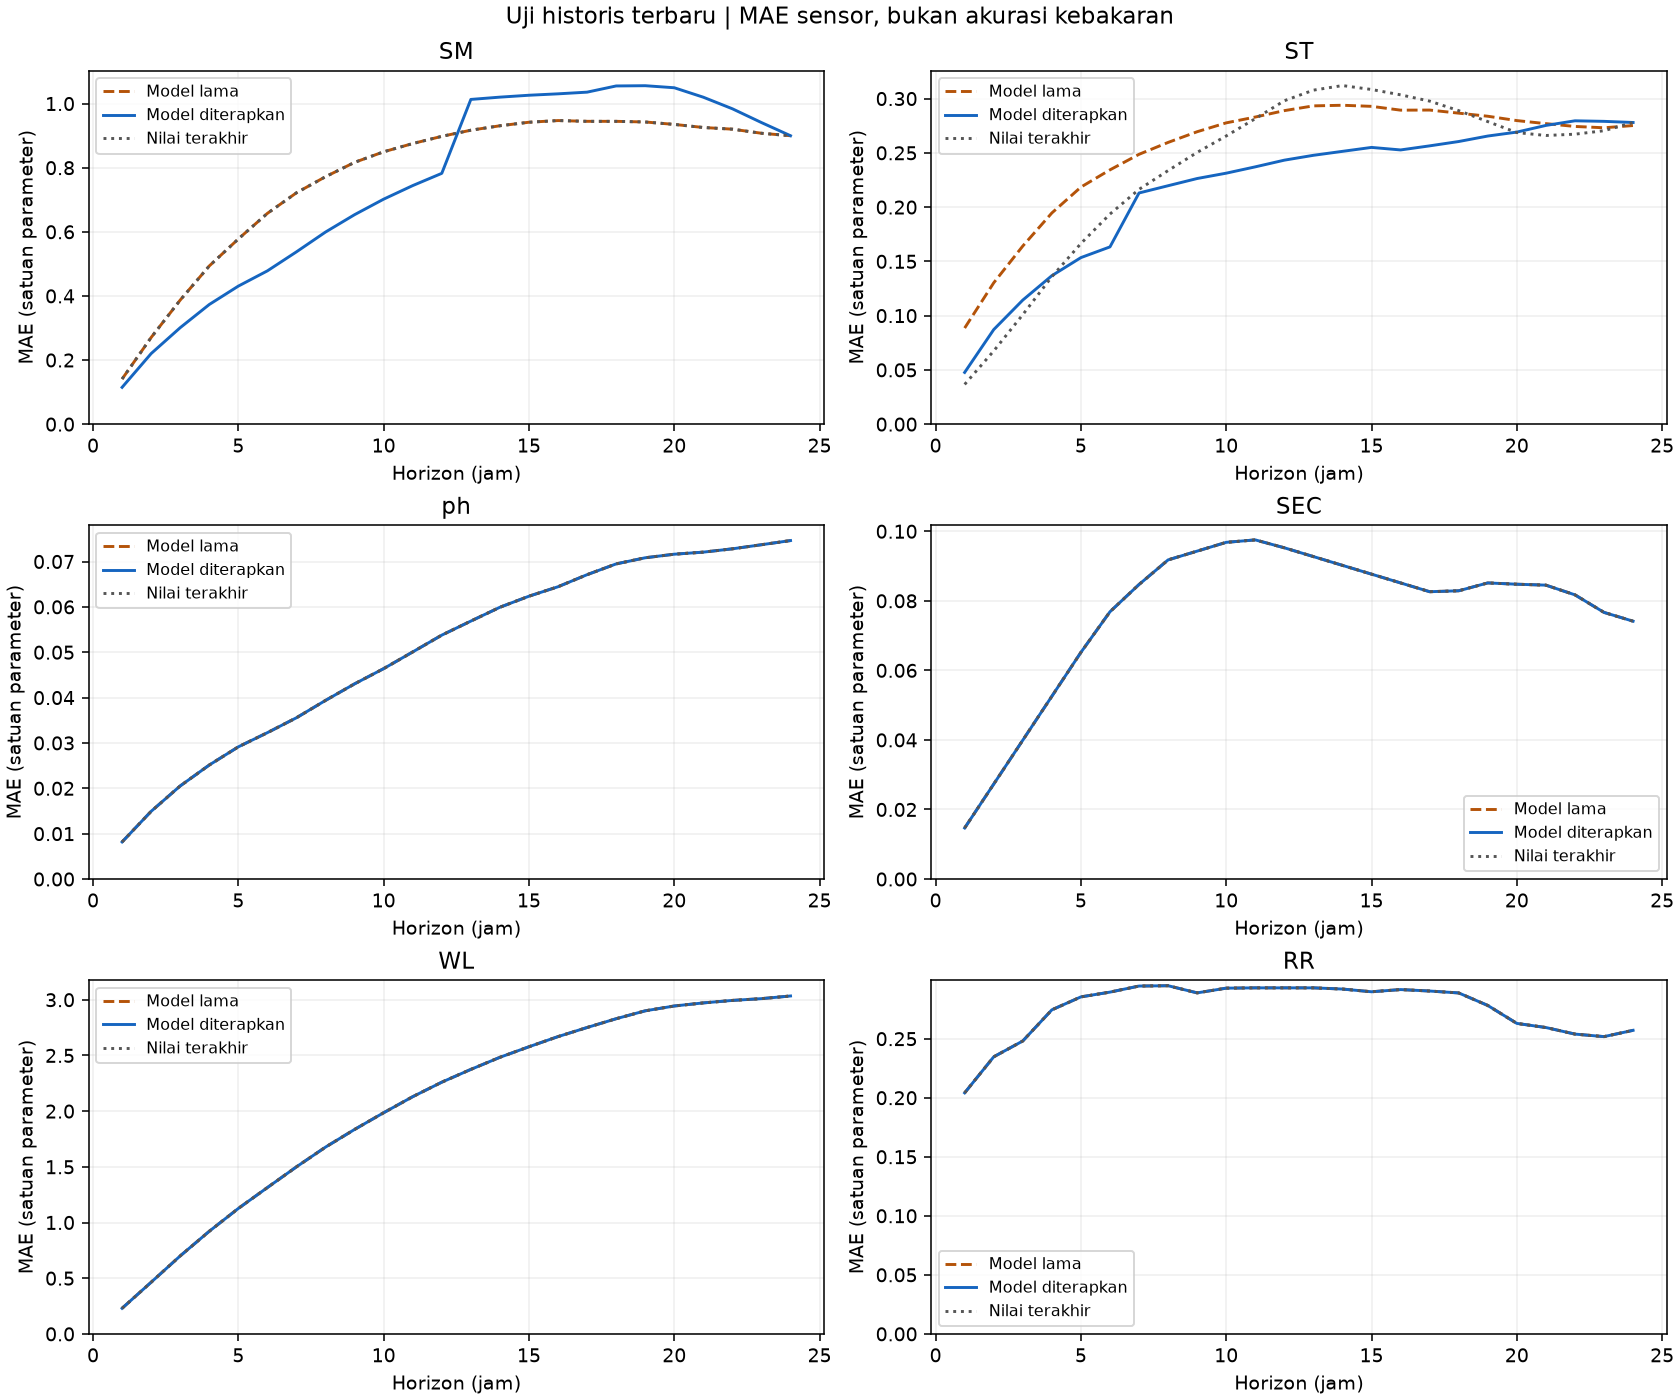 Uji historis terbaru | MAE sensor, bukan akurasi kebakaran
SM
MAE (satuan parameter)
1.0
0.8
0.6
0.4
0.2
0.0
Model lama
Model diterapkan
Nilai terakhir
0 5 10 15 20 25
Horizon (jam)
ST
MAE (satuan parameter)
0.30
0.25
0.20
0.15
0.10
0.05
0.00
Model lama
Model diterapkan
Nilai terakhir
0 5 10 15 20 25
Horizon (jam)
ph
MAE (satuan parameter)
0.07
0.06
0.05
0.04
0.03
0.02
0.01
0.00
Model lama
Model diterapkan
Nilai terakhir
0 5 10 15 20 25
Horizon (jam)
SEC
MAE (satuan parameter)
0.10
0.08
0.06
0.04
0.02
0.00
Model lama
Model diterapkan
Nilai terakhir
0 5 10 15 20 25
Horizon (jam)
WL
MAE (satuan parameter)
3.0
2.5
2.0
1.5
1.0
0.5
0.0
Model lama
Model diterapkan
Nilai terakhir
0 5 10 15 20 25
Horizon (jam)
RR
MAE (satuan parameter)
0.25
0.20
0.15
0.10
0.05
0.00
Model lama
Model diterapkan
Nilai terakhir
0 5 10 15 20 25
Horizon (jam)